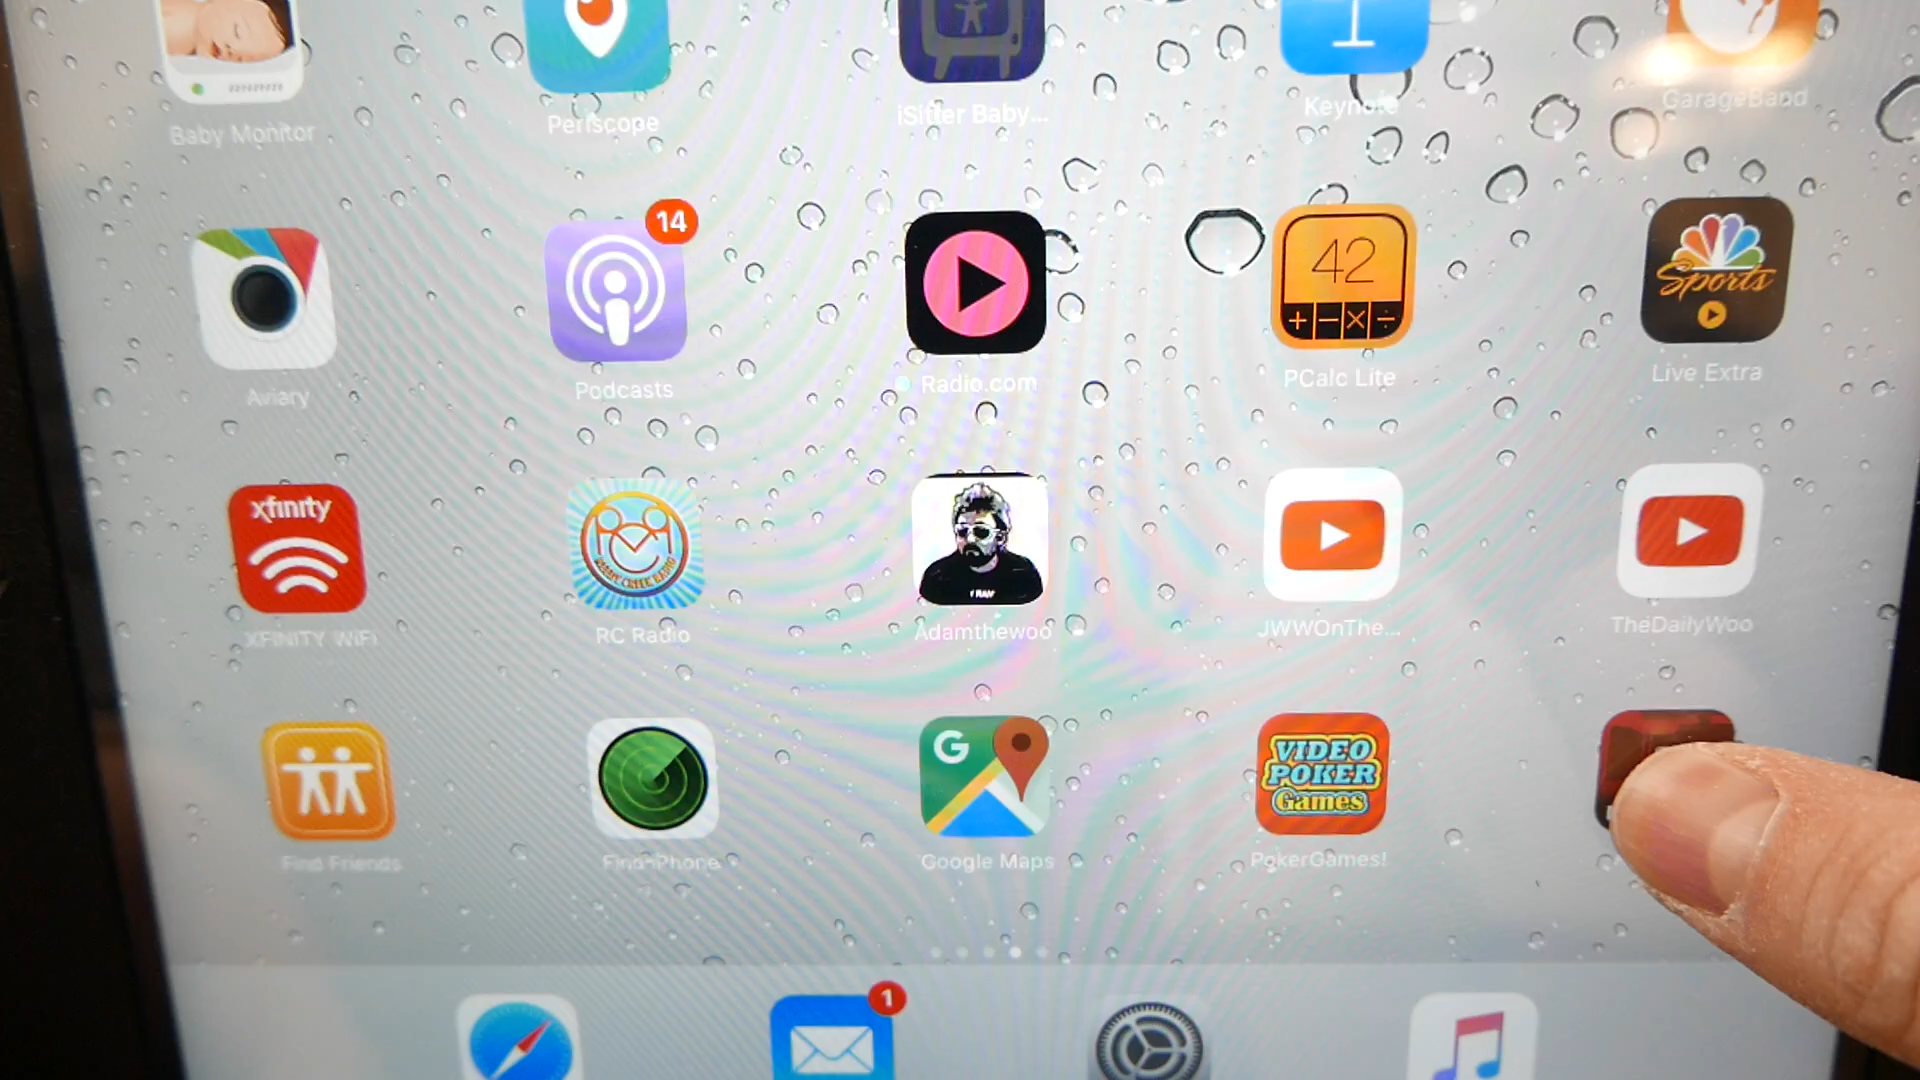 Baby Monitor
Periscope
iSitter Baby...
Keynote
GarageBand
14
42
+ − × ÷
Sports
Aviary
Podcasts
Radio.com
PCalc Lite
Live Extra
xfinity
I RAW
XFINITY WiFi
RC Radio
Adamthewoo
JWWOnThe...
TheDailyWoo
G
VIDEO
POKER
Games
Find Friends
Find iPhone
Google Maps
PokerGames!
1